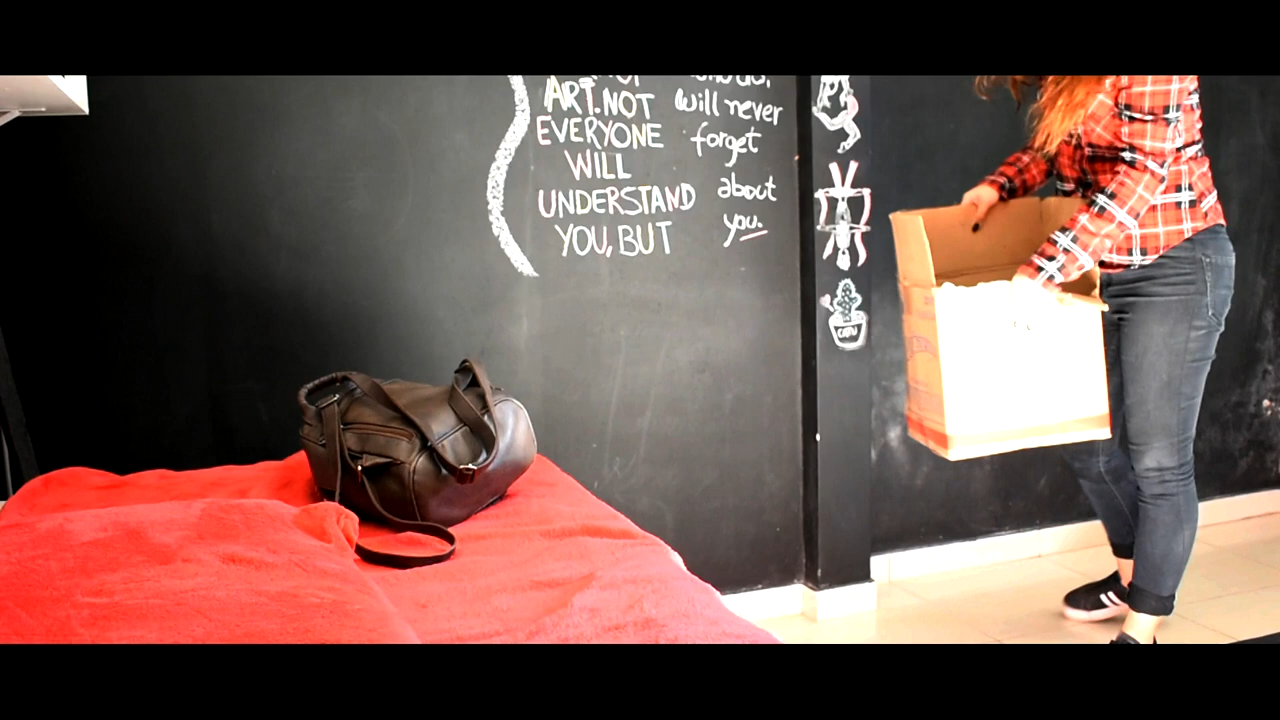 ART. NOT
EVERYONE
WILL
UNDERSTAND
YOU, BUT
will never
forget
about
you.